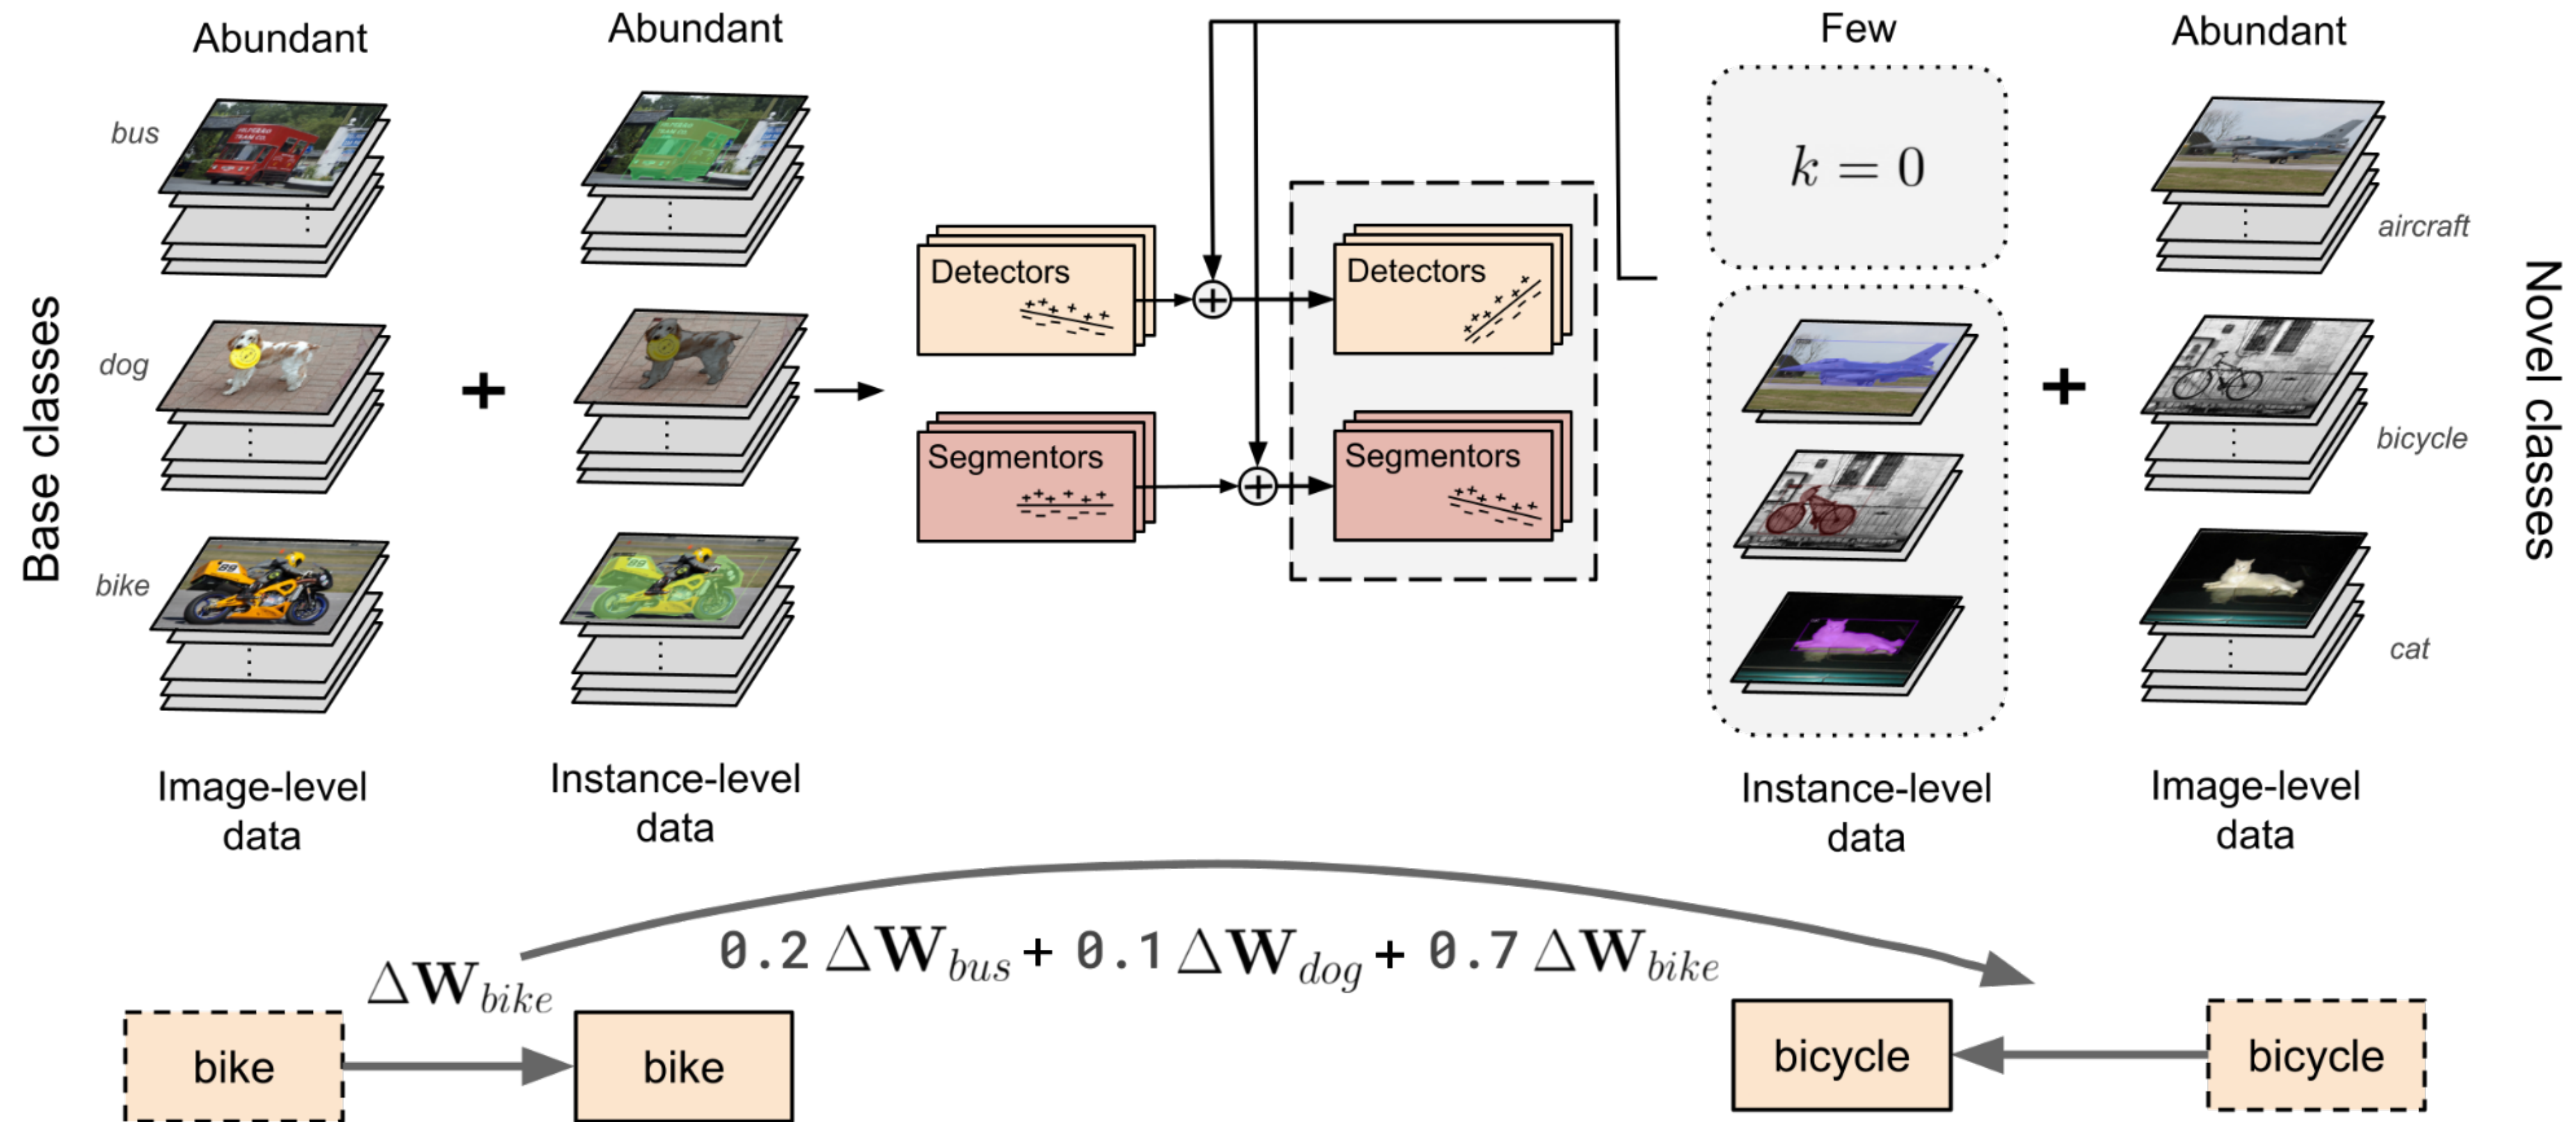 Abundant
Abundant
Few
Abundant
bus
k = 0
aircraft
Base classes
Novel classes
Detectors
Detectors
dog
+
+
bicycle
Segmentors
Segmentors
bike
89
89
cat
Image-level
data
Instance-level
data
Instance-level
data
Image-level
data
0.2 ΔW_bus + 0.1 ΔW_dog + 0.7 ΔW_bike
ΔW_bike
bike
bike
bicycle
bicycle